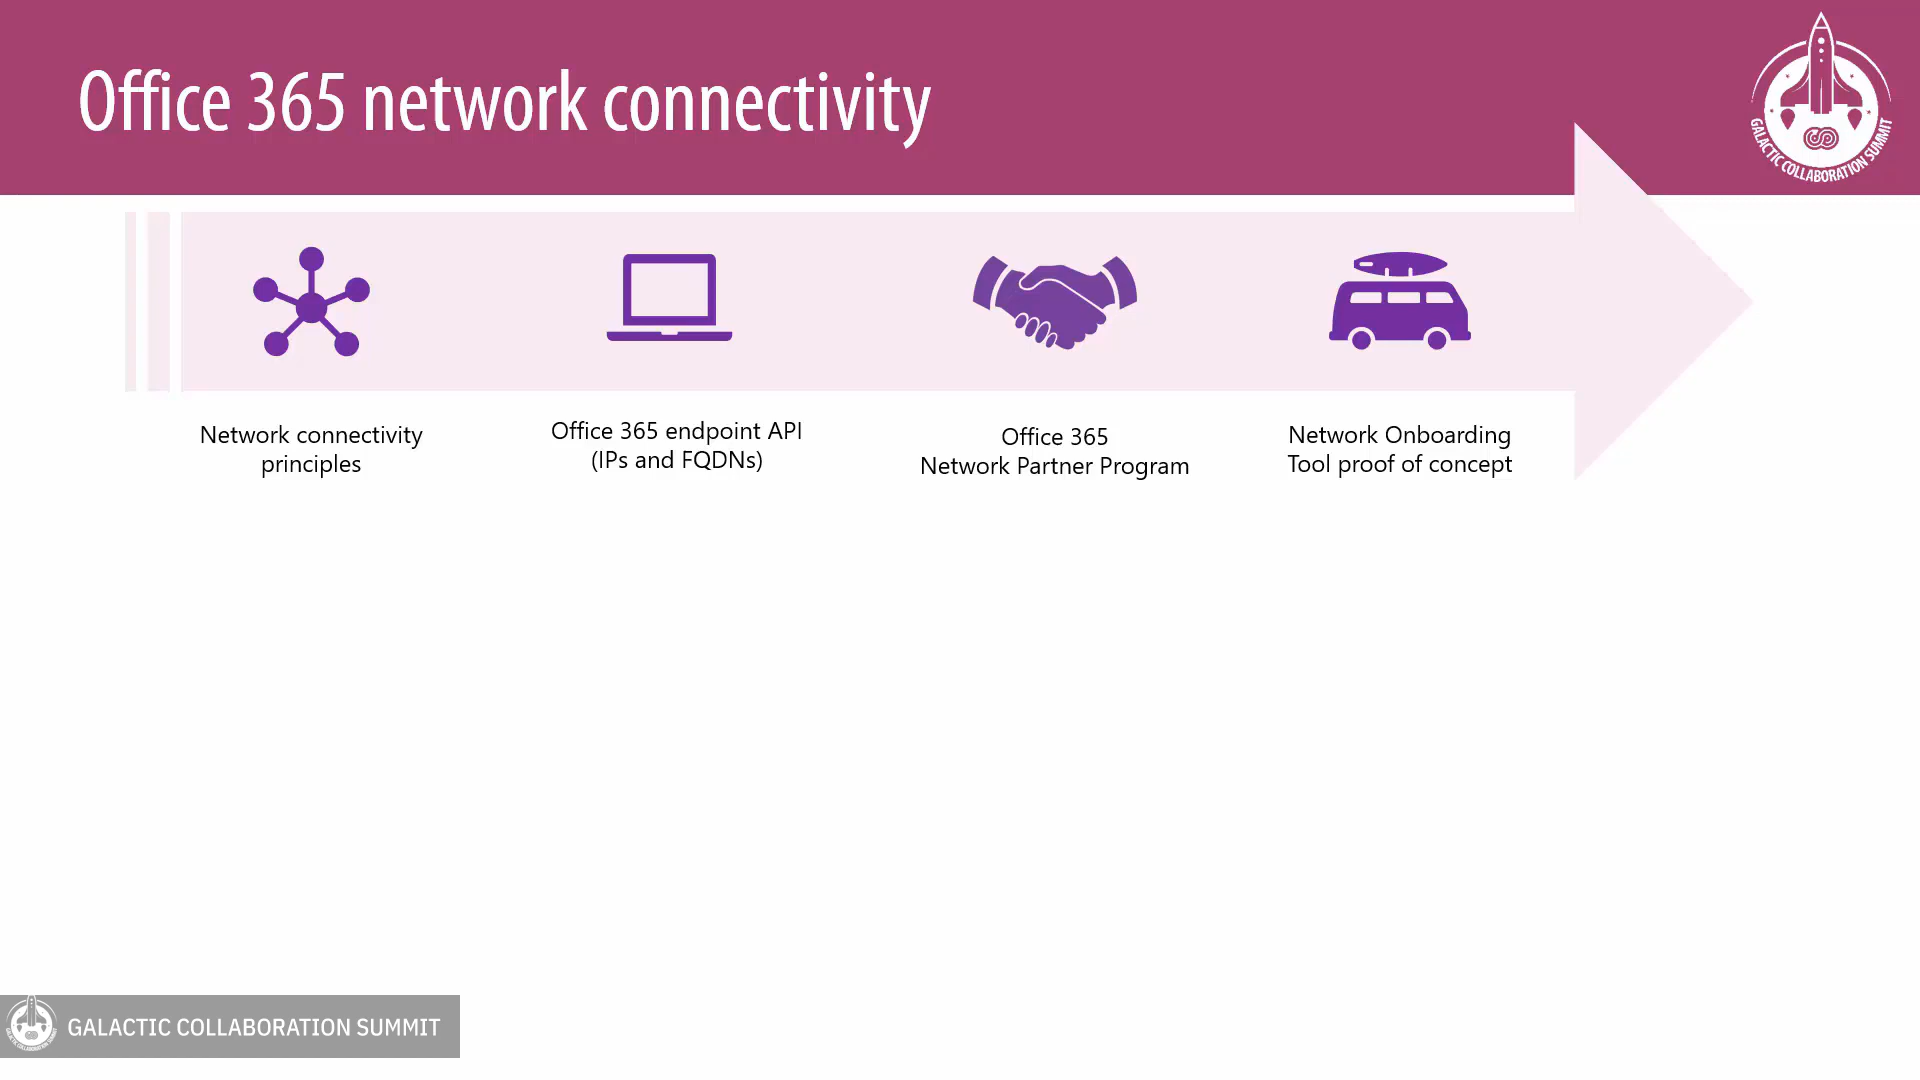 Office 365 network connectivity
GALACTIC COLLABORATION SUMMIT
Network connectivity
principles
Office 365 endpoint API
(IPs and FQDNs)
Office 365
Network Partner Program
Network Onboarding
Tool proof of concept
GALACTIC COLLABORATION SUMMIT